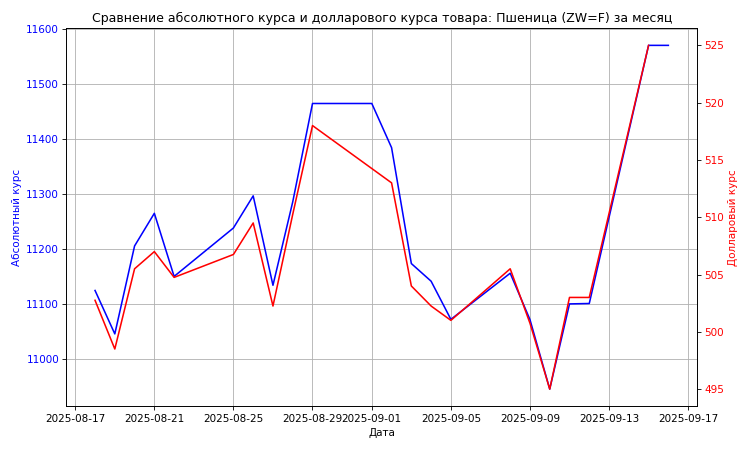 Сравнение абсолютного курса и долларового курса товара: Пшеница (ZW=F) за месяц
11600
11500
11400
11300
11200
11100
11000
Абсолютный курс
525
520
515
510
505
500
495
Долларовый курс
2025-08-17 2025-08-21 2025-08-25 2025-08-29 2025-09-01 2025-09-05 2025-09-09 2025-09-13 2025-09-17
Дата